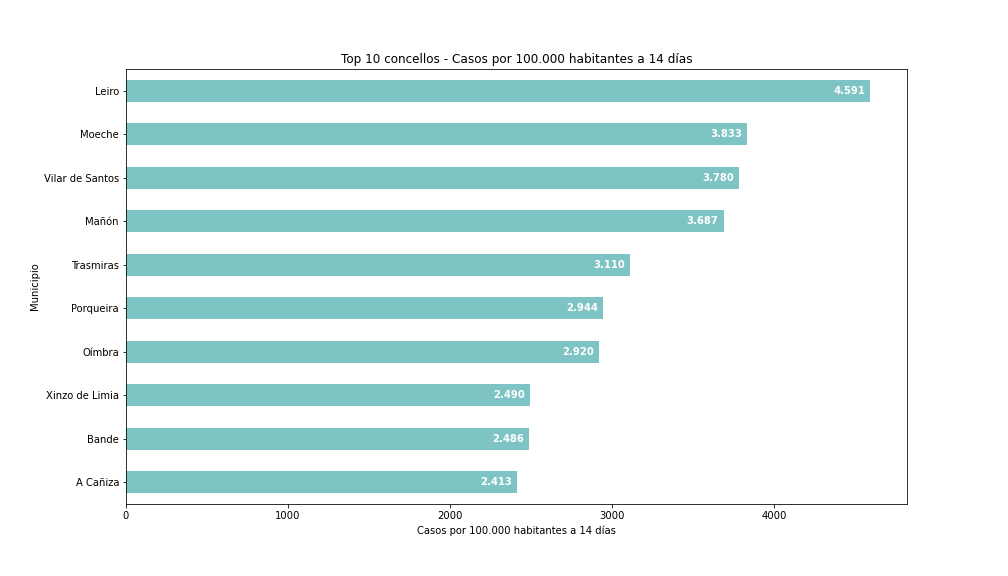 Top 10 concellos - Casos por 100.000 habitantes a 14 días
Municipio
Leiro 4.591
Moeche 3.833
Vilar de Santos 3.780
Mañón 3.687
Trasmiras 3.110
Porqueira 2.944
Oímbra 2.920
Xinzo de Limia 2.490
Bande 2.486
A Cañiza 2.413
0 1000 2000 3000 4000
Casos por 100.000 habitantes a 14 días